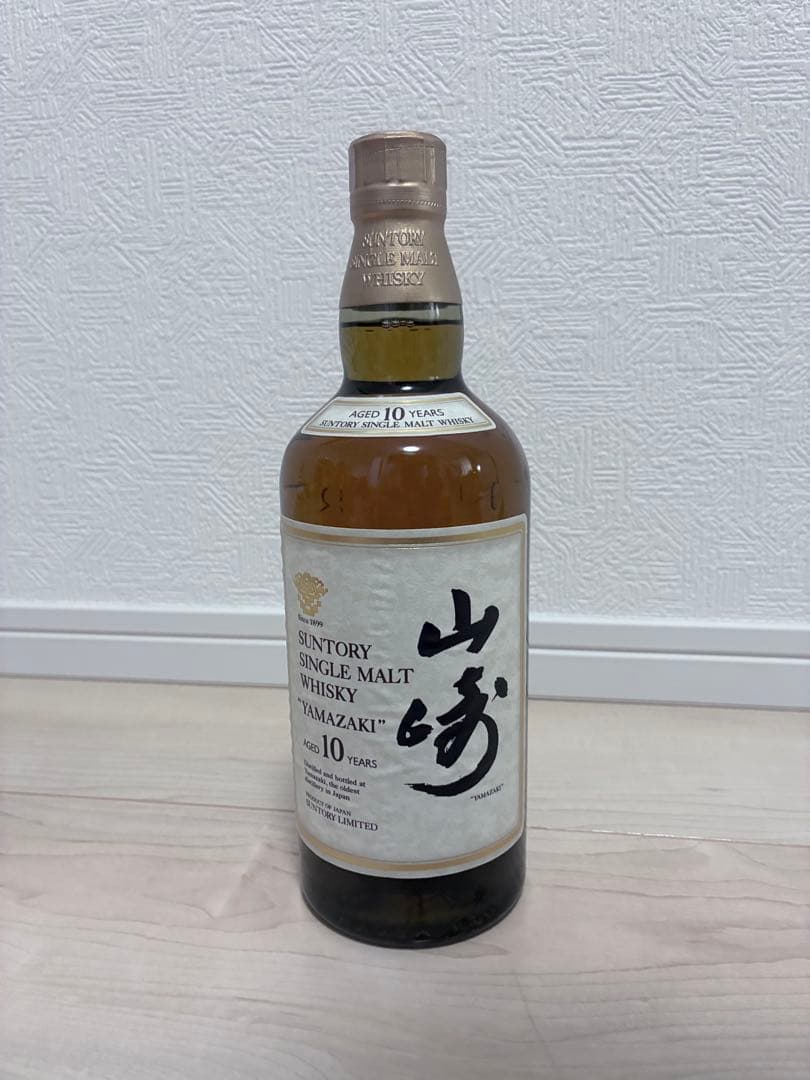 SUNTORY
SINGLE MALT
WHISKY
AGED 10 YEARS
SUNTORY SINGLE MALT WHISKY
Since 1899
SUNTORY
SINGLE MALT
WHISKY
"YAMAZAKI"
AGED 10 YEARS
Distilled and bottled at
Yamazaki, the oldest
distillery in Japan
PRODUCT OF JAPAN
SUNTORY LIMITED
山崎
"YAMAZAKI"